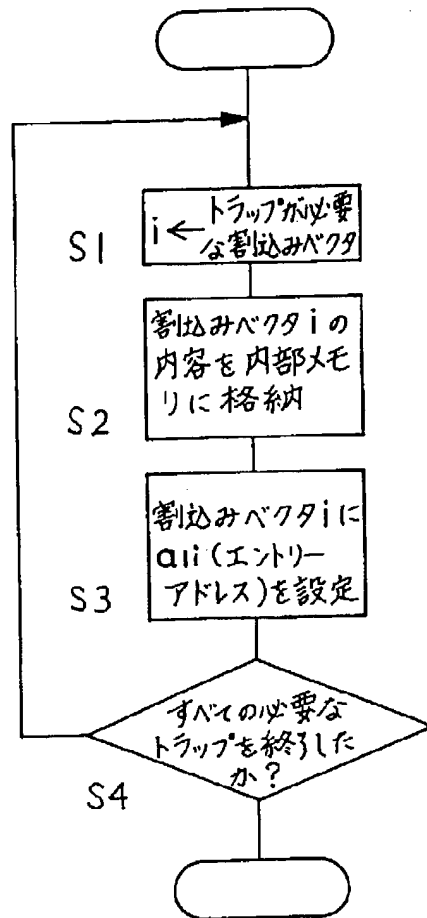 i←トラップが必要
な割込みベクタ
S1
割込みベクタiの
内容を内部メモ
リに格納
S2
割込みベクタiに
a1i(エントリー
アドレス)を設定
S3
すべての必要な
トラップを終了した
か?
S4